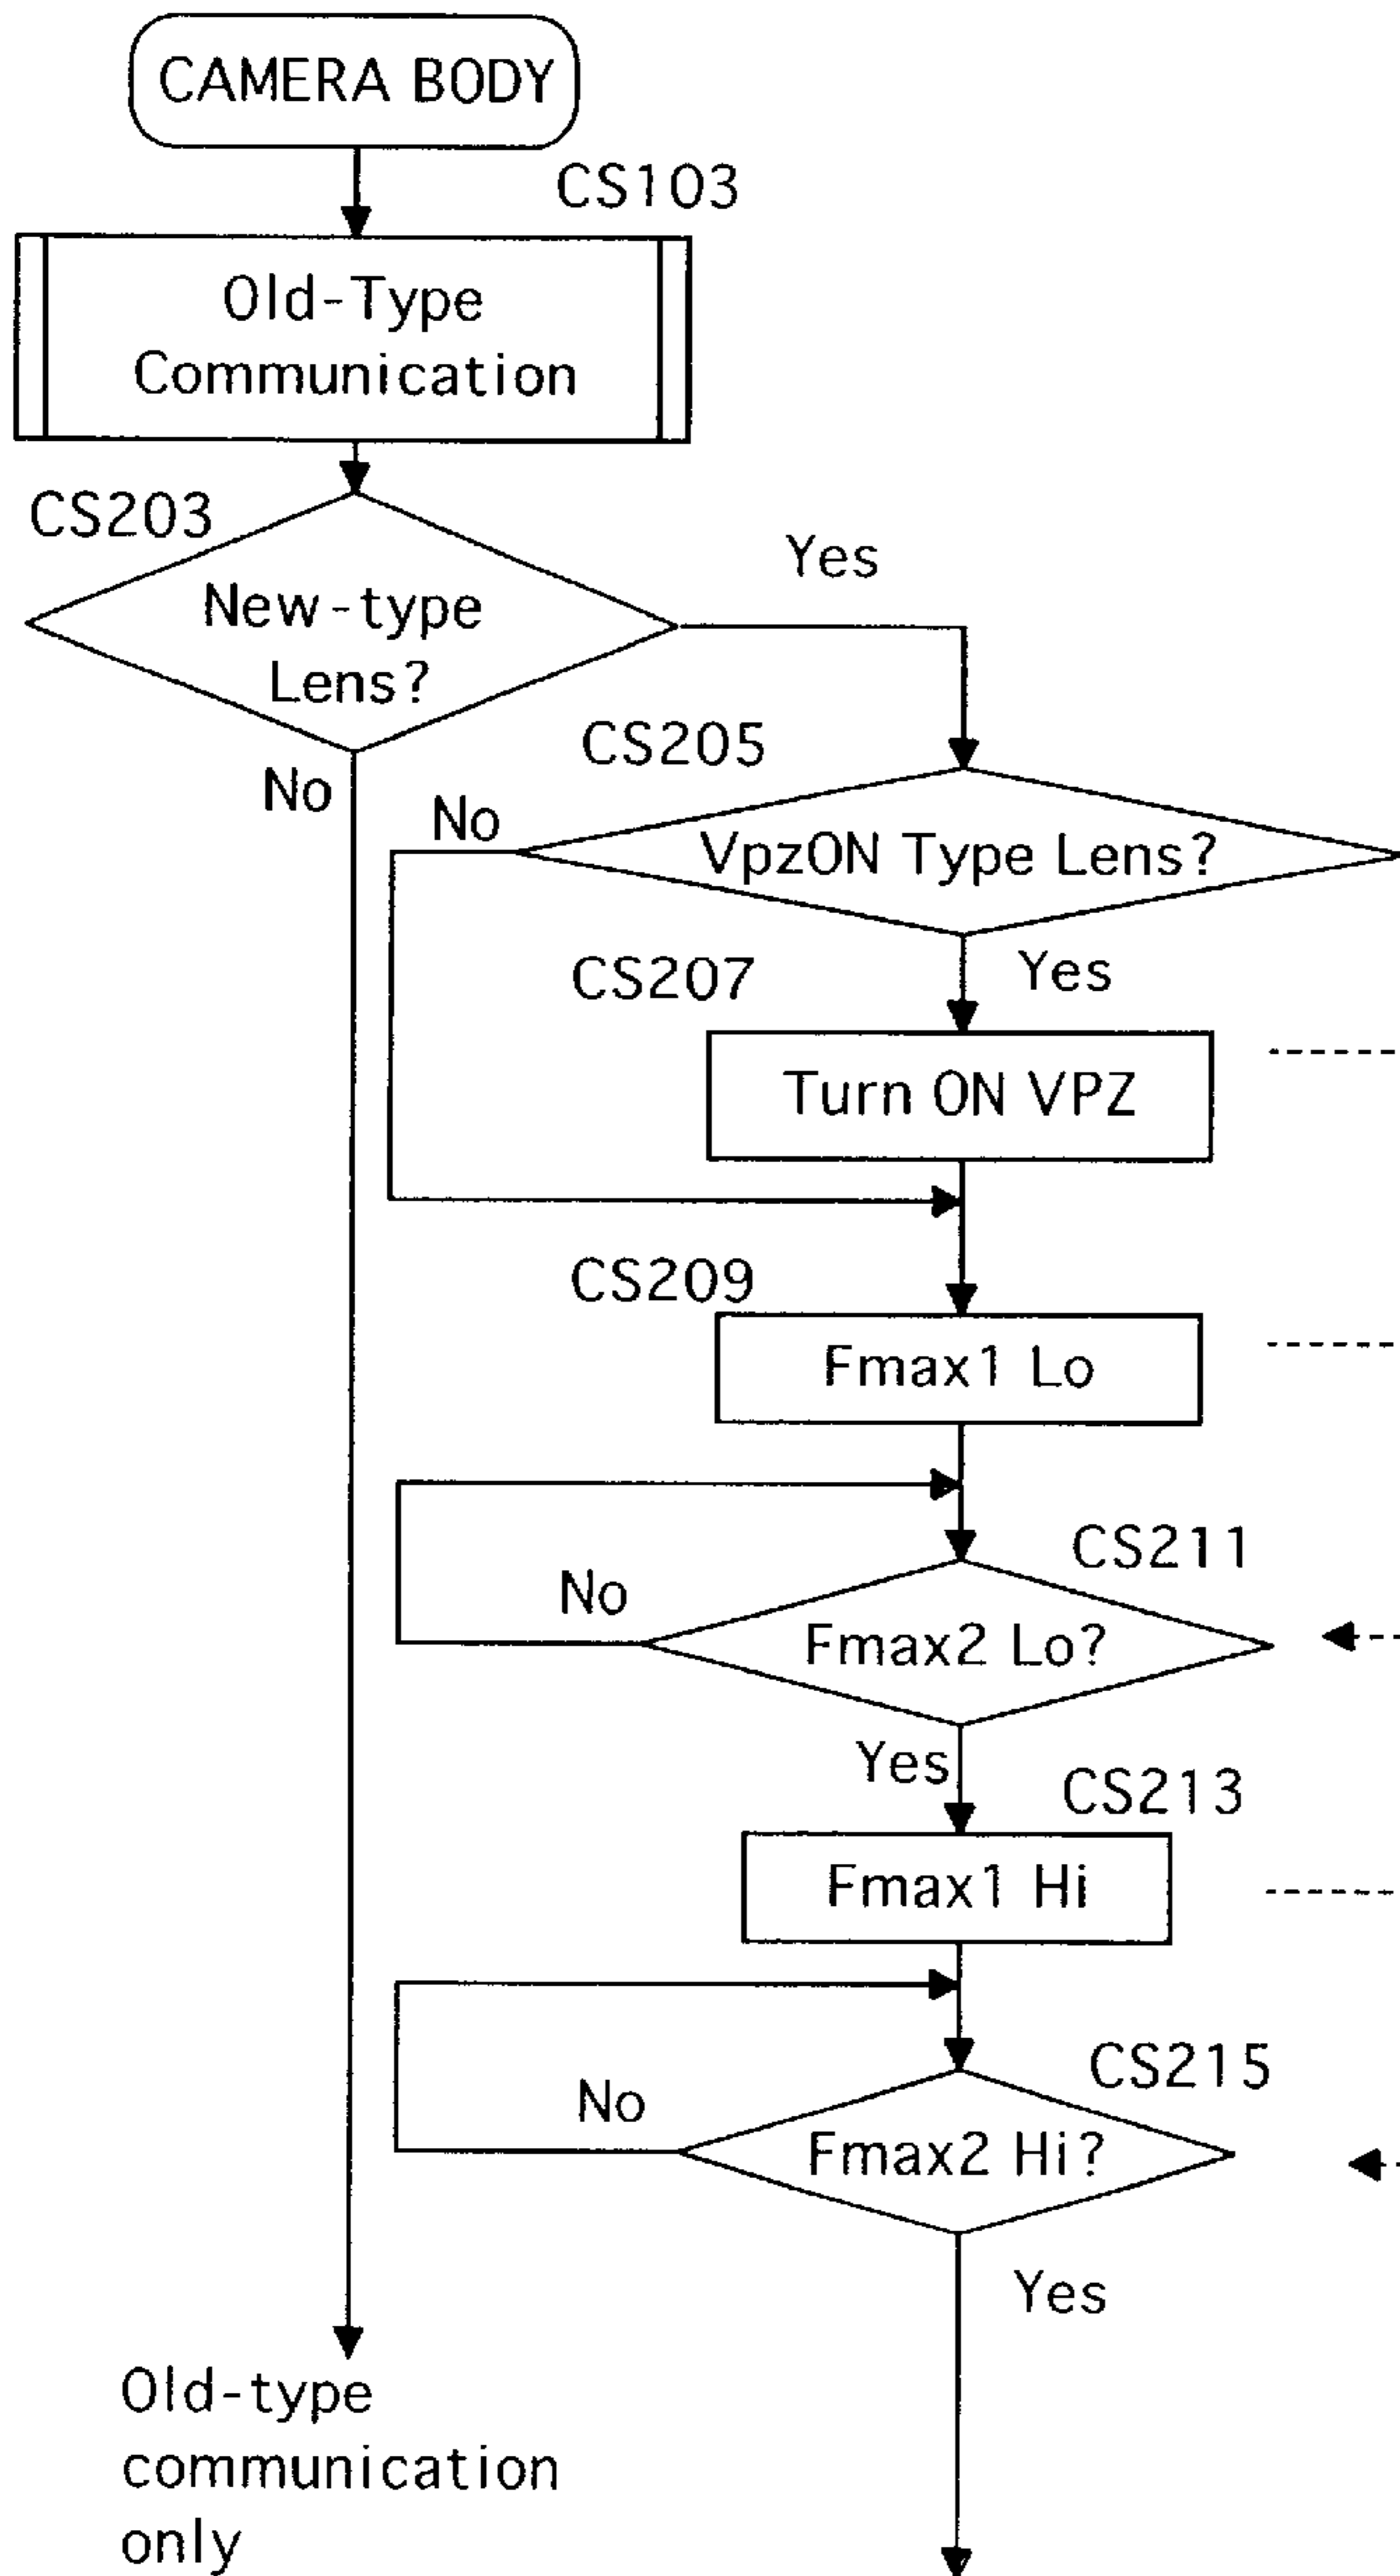 CAMERA BODY
CS103
Old-Type
Communication
CS203
New-type
Lens?
Yes
No
CS205
No
VpzON Type Lens?
Yes
CS207
Turn ON VPZ
CS209
Fmax1 Lo
CS211
No
Fmax2 Lo?
Yes
CS213
Fmax1 Hi
CS215
No
Fmax2 Hi?
Yes
Old-type
communication
only